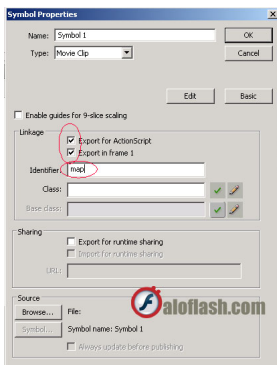 Symbol Properties
Name: Symbol 1 OK
Type: Movie Clip Cancel
Edit Basic
Enable guides for 9-slice scaling
Linkage
Export for ActionScript
Export in frame 1
Identifier: map
Class:
Base class:
Sharing
Export for runtime sharing
Import for runtime sharing
URL:
Source
Browse... File:
aloflash.com
Symbol... Symbol name: Symbol 1
Always update before publishing